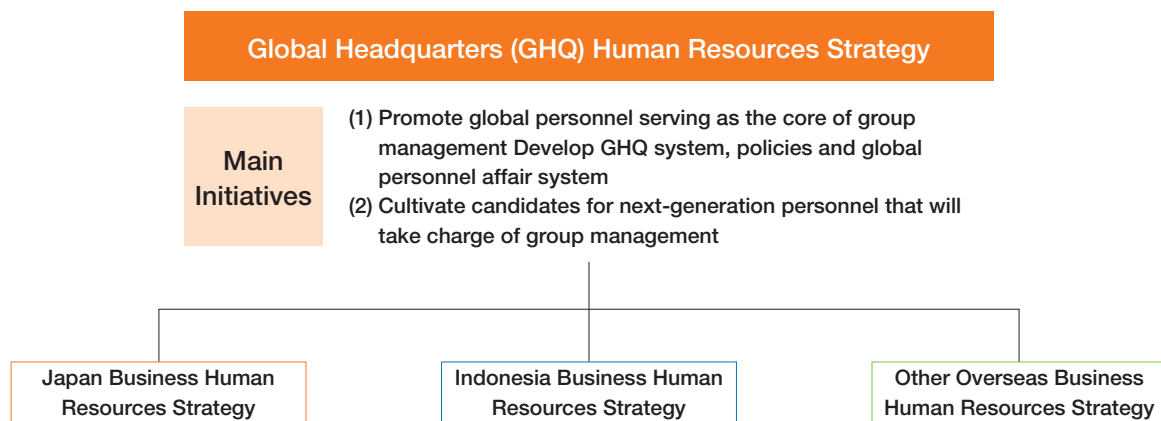 Global Headquarters (GHQ) Human Resources Strategy
Main
Initiatives
(1) Promote global personnel serving as the core of group
management Develop GHQ system, policies and global
personnel affair system
(2) Cultivate candidates for next-generation personnel that will
take charge of group management
Japan Business Human
Resources Strategy
Indonesia Business Human
Resources Strategy
Other Overseas Business
Human Resources Strategy